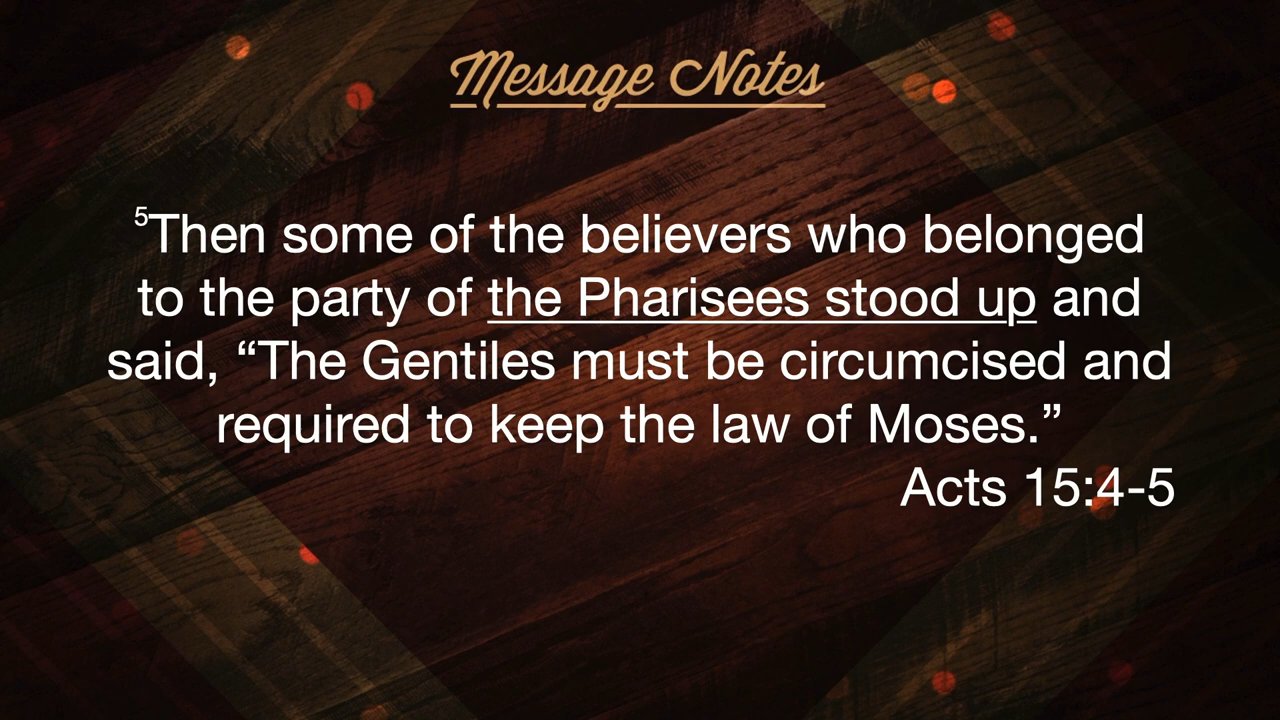 Message Notes
⁵Then some of the believers who belonged
to the party of the Pharisees stood up and
said, “The Gentiles must be circumcised and
required to keep the law of Moses.”
Acts 15:4-5